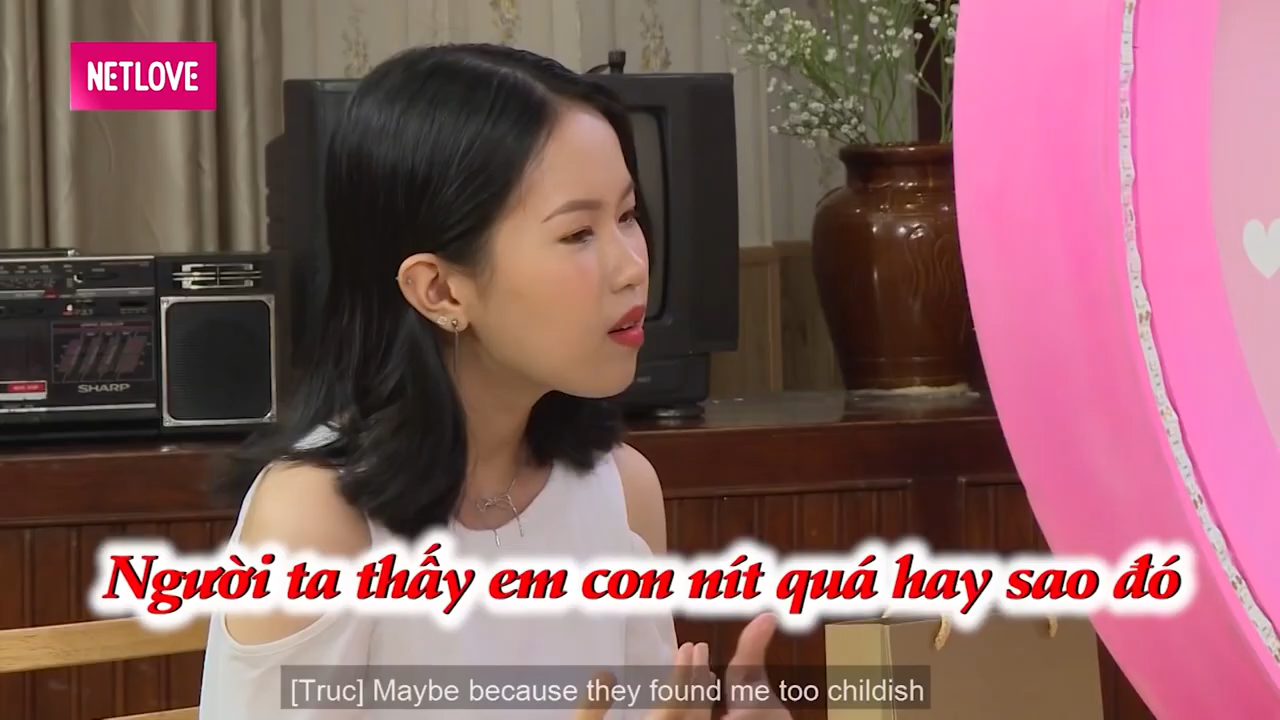 NETLOVE
SHARP
Người ta thấy em con nít quá hay sao đó
[Truc] Maybe because they found me too childish